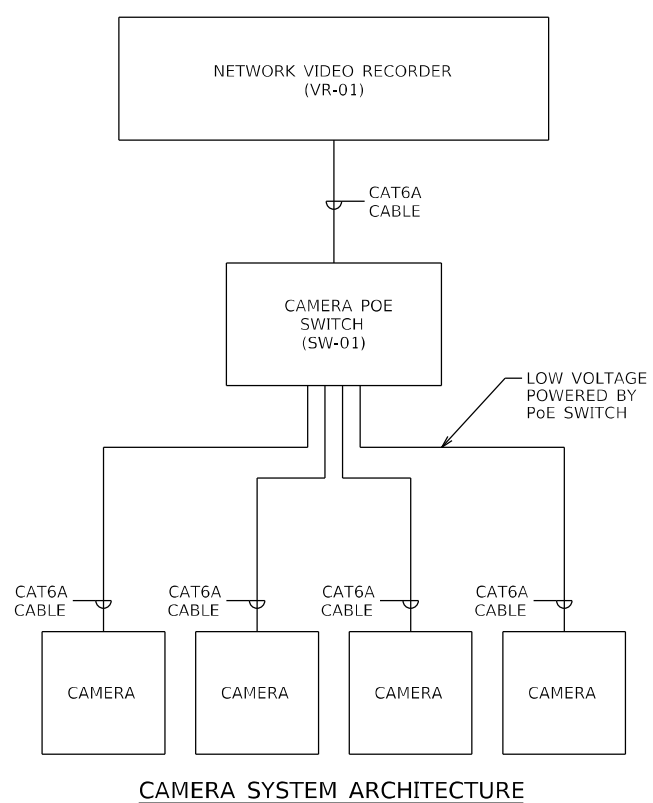 NETWORK VIDEO RECORDER
(VR-01)
CAT6A
CABLE
CAMERA POE
SWITCH
(SW-01)
LOW VOLTAGE
POWERED BY
PoE SWITCH
CAT6A
CABLE
CAT6A
CABLE
CAT6A
CABLE
CAT6A
CABLE
CAMERA
CAMERA
CAMERA
CAMERA
CAMERA SYSTEM ARCHITECTURE